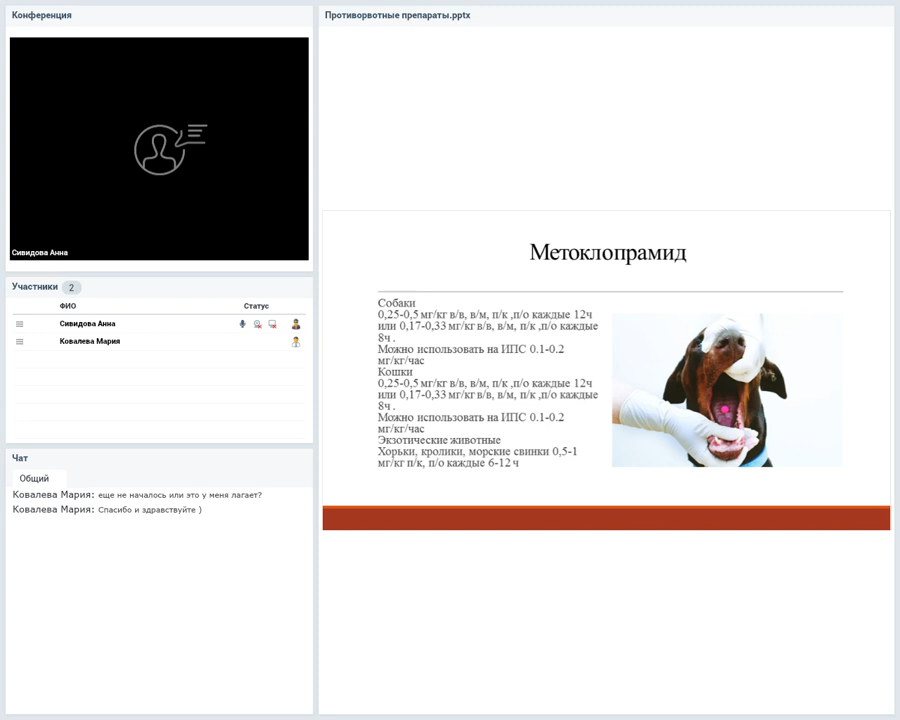 Конференция
Сивидова Анна
Участники 2
ФИО Статус
Сивидова Анна
Ковалева Мария
Чат
Общий
Ковалева Мария: еще не началось или это у меня лагает?
Ковалева Мария: Спасибо и здравствуйте )
Противорвотные препараты.pptx
Метоклопрамид
Собаки
0,25-0,5 мг/кг в/в, в/м, п/к ,п/о каждые 12ч
или 0,17-0,33 мг/кг в/в, в/м, п/к ,п/о каждые
8ч .
Можно использовать на ИПС 0.1-0.2
мг/кг/час
Кошки
0,25-0,5 мг/кг в/в, в/м, п/к ,п/о каждые 12ч
или 0,17-0,33 мг/кг в/в, в/м, п/к ,п/о каждые
8ч .
Можно использовать на ИПС 0.1-0.2
мг/кг/час
Экзотические животные
Хорьки, кролики, морские свинки 0,5-1
мг/кг п/к, п/о каждые 6-12 ч